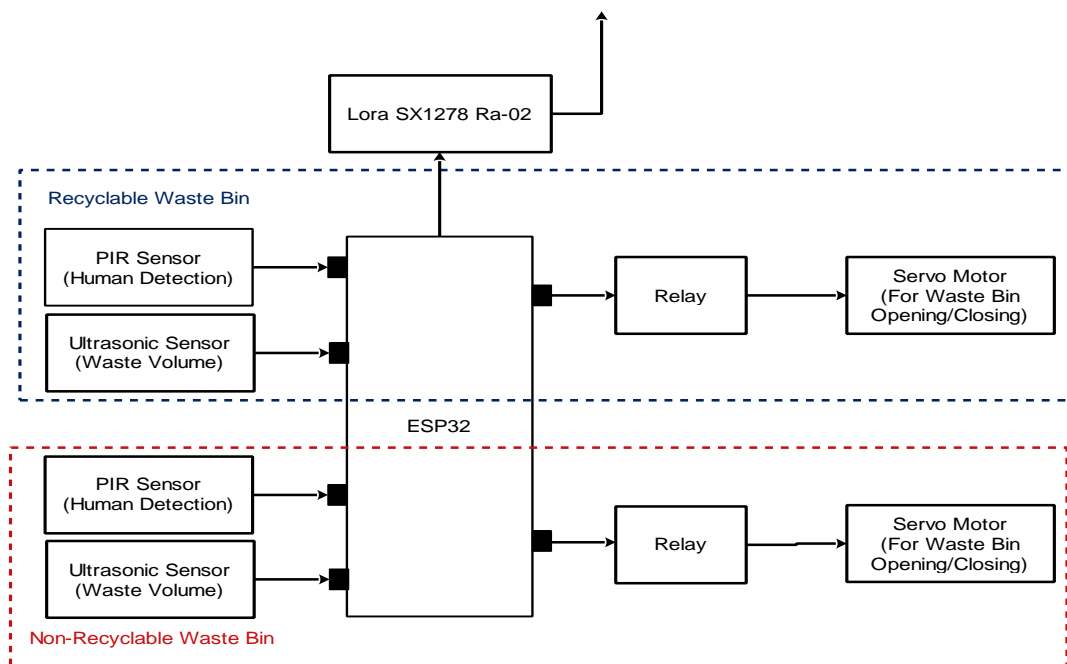 Lora SX1278 Ra-02
Recyclable Waste Bin
PIR Sensor
(Human Detection)
Ultrasonic Sensor
(Waste Volume)
Relay
Servo Motor
(For Waste Bin
Opening/Closing)
ESP32
PIR Sensor
(Human Detection)
Ultrasonic Sensor
(Waste Volume)
Relay
Servo Motor
(For Waste Bin
Opening/Closing)
Non-Recyclable Waste Bin